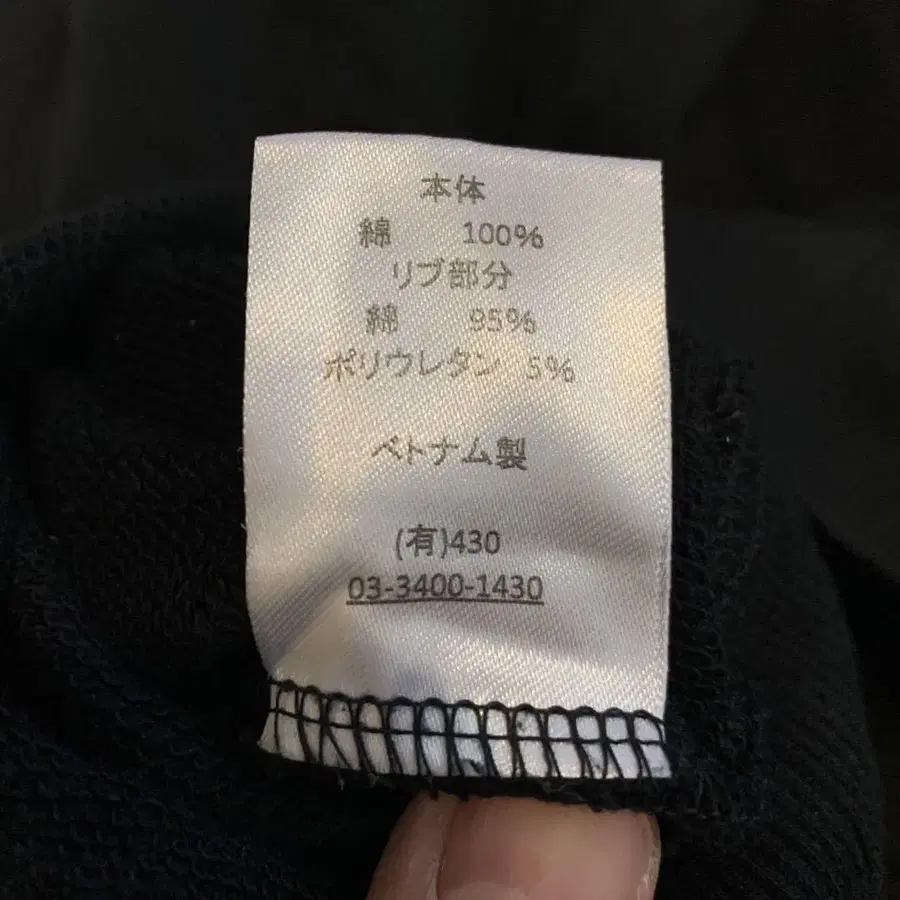 本体
綿 100%
リブ部分
綿 95%
ポリウレタン 5%
ベトナム製
(有)430
03-3400-1430